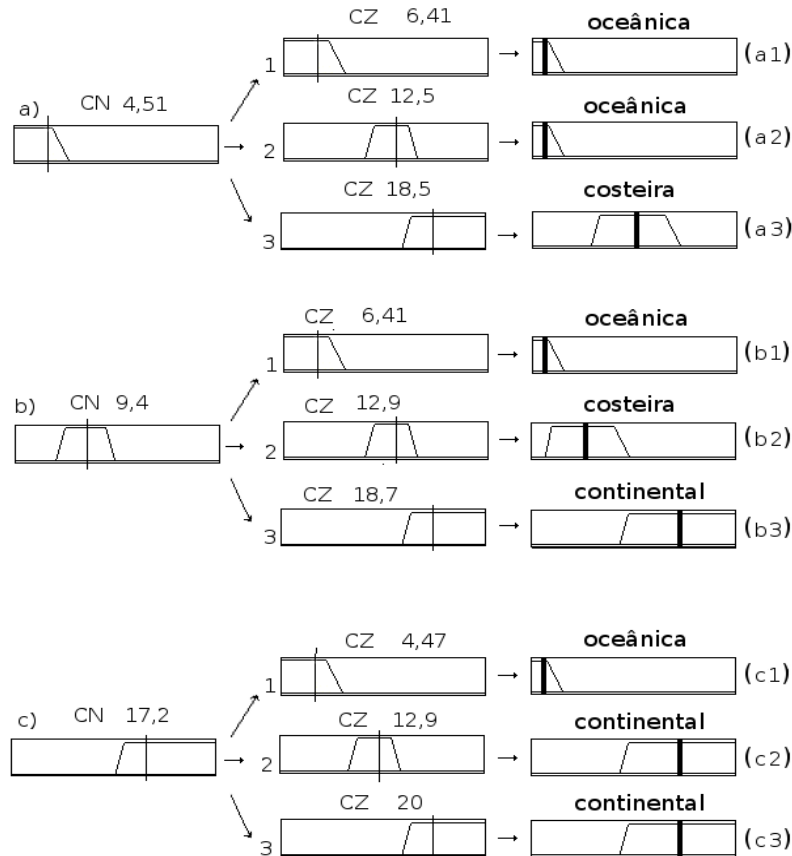 CZ 6,41
oceânica
1
(a1)
a) CN 4,51
CZ 12,5
oceânica
2
(a2)
CZ 18,5
costeira
3
(a3)
CZ 6,41
oceânica
1
(b1)
b) CN 9,4
CZ 12,9
costeira
2
(b2)
CZ 18,7
continental
3
(b3)
CZ 4,47
oceânica
1
(c1)
c) CN 17,2
CZ 12,9
continental
2
(c2)
CZ 20
continental
3
(c3)